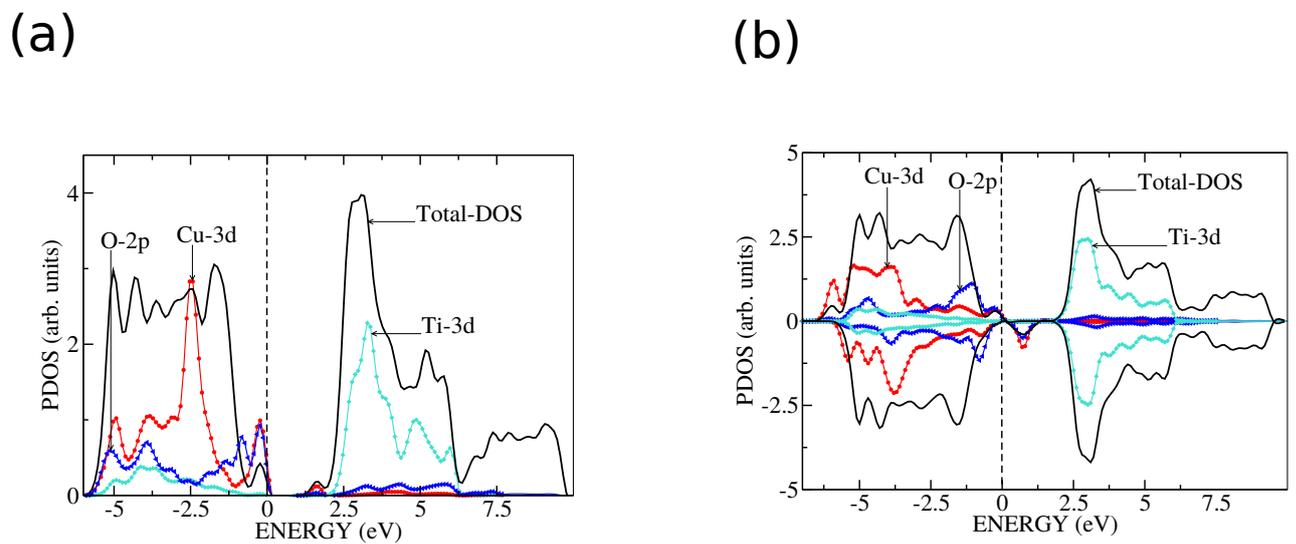 (a)
(b)
4
2
0
PDOS (arb. units)
O-2p
Cu-3d
Total-DOS
Ti-3d
-5
-2.5
0
2.5
5
7.5
ENERGY (eV)
5
2.5
0
-2.5
-5
PDOS (arb. units)
Cu-3d
O-2p
Total-DOS
Ti-3d
-5
-2.5
0
2.5
5
7.5
ENERGY (eV)